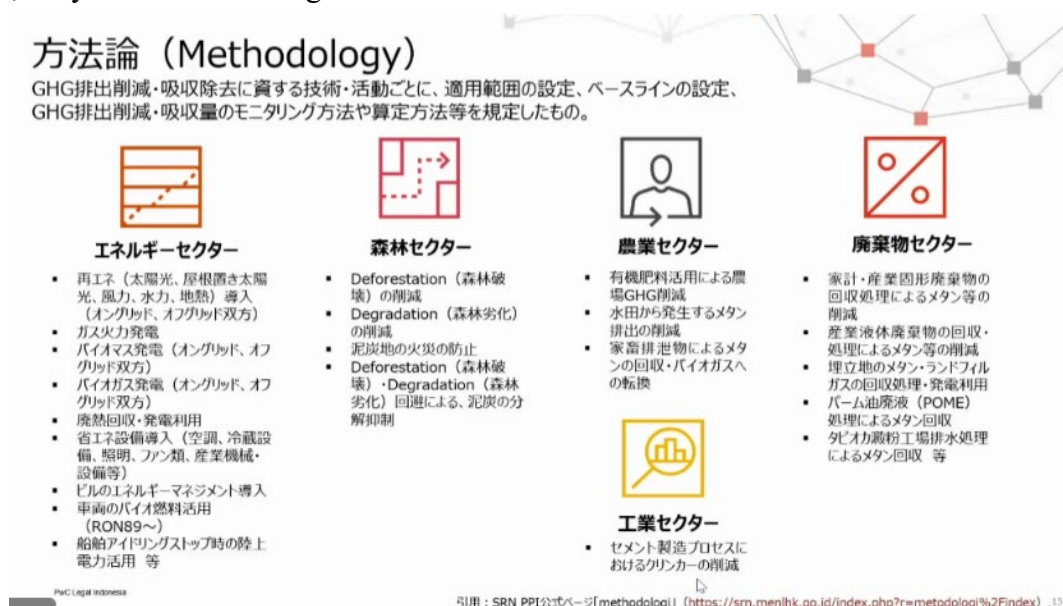 方法論（Methodology）
GHG排出削減・吸収除去に資する技術・活動ごとに、適用範囲の設定、ベースラインの設定、
GHG排出削減・吸収量のモニタリング方法や算定方法等を規定したもの。
エネルギーセクター
▪ 再エネ（太陽光、屋根置き太陽
光、風力、水力、地熱）導入
（オングリッド、オフグリッド双方）
▪ ガス火力発電
▪ バイオマス発電（オングリッド、オフ
グリッド双方）
▪ バイオガス発電（オングリッド、オフ
グリッド双方）
▪ 廃熱回収・発電利用
▪ 省エネ設備導入（空調、冷蔵設
備、照明、ファン類、産業機械・
設備等）
▪ ビルのエネルギーマネジメント導入
▪ 車両のバイオ燃料活用
（RON89～）
▪ 船舶アイドリングストップ時の陸上
電力活用 等
森林セクター
▪ Deforestation（森林破
壊）の削減
▪ Degradation（森林劣化）
の削減
▪ 泥炭地の火災の防止
▪ Deforestation（森林破
壊）・Degradation（森林
劣化）回避による、泥炭の分
解抑制
農業セクター
▪ 有機肥料活用による農
場GHG削減
▪ 水田から発生するメタン
排出の削減
▪ 家畜排泄物によるメタ
ンの回収・バイオガスへ
の転換
工業セクター
▪ セメント製造プロセスに
おけるクリンカーの削減
廃棄物セクター
▪ 家計・産業固形廃棄物の
回収処理によるメタン等の
削減
▪ 産業液体廃棄物の回収・
処理によるメタン等の削減
▪ 埋立地のメタン・ランドフィル
ガスの回収処理・発電利用
▪ パーム油廃液（POME）
処理によるメタン回収
▪ タピオカ澱粉工場排水処理
によるメタン回収 等
PwC Legal Indonesia
引用：SRN PPI公式ページ「methodologi」（https://srn.menlhk.go.id/index.php?r=metodologi%2Findex）
15